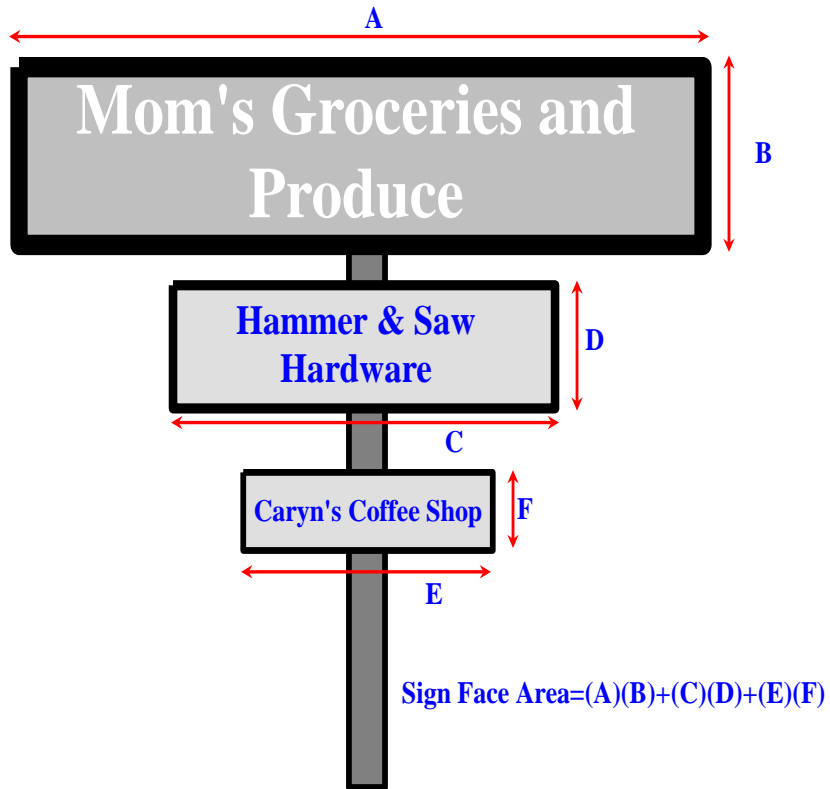 A
Mom's Groceries and
Produce
B
Hammer & Saw
Hardware
D
C
Caryn's Coffee Shop
F
E
Sign Face Area=(A)(B)+(C)(D)+(E)(F)